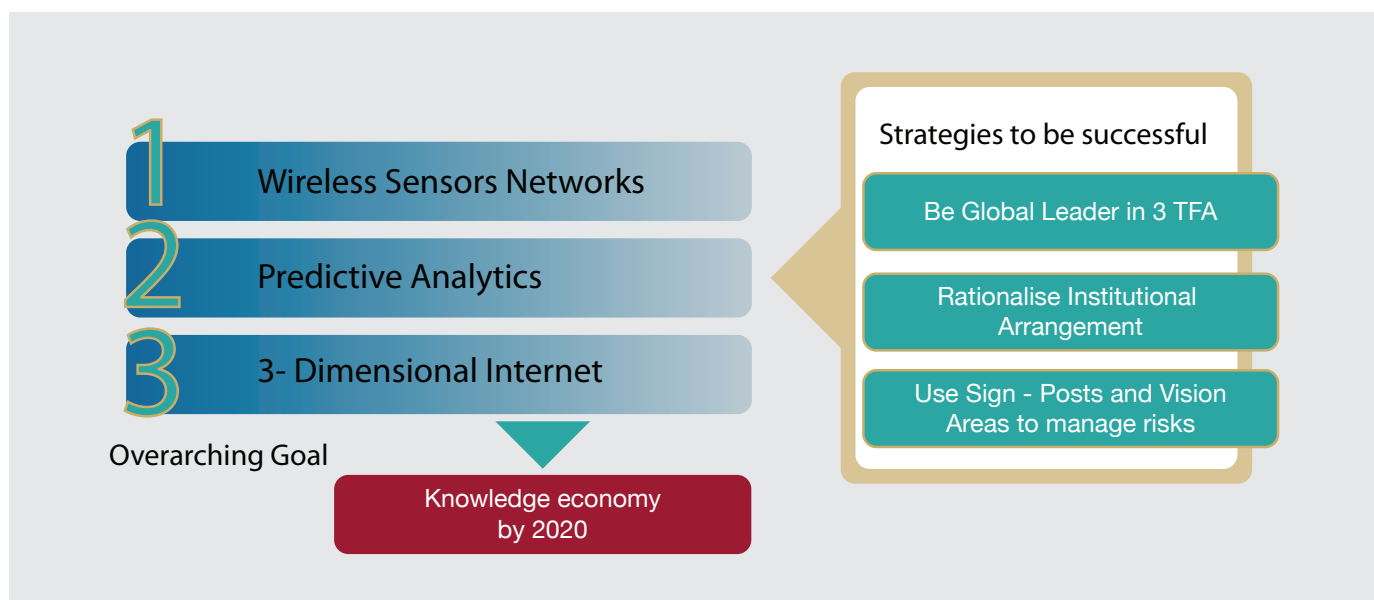 1
Wireless Sensors Networks
2
Predictive Analytics
3
3- Dimensional Internet
Overarching Goal
Knowledge economy
by 2020
Strategies to be successful
Be Global Leader in 3 TFA
Rationalise Institutional
Arrangement
Use Sign - Posts and Vision
Areas to manage risks